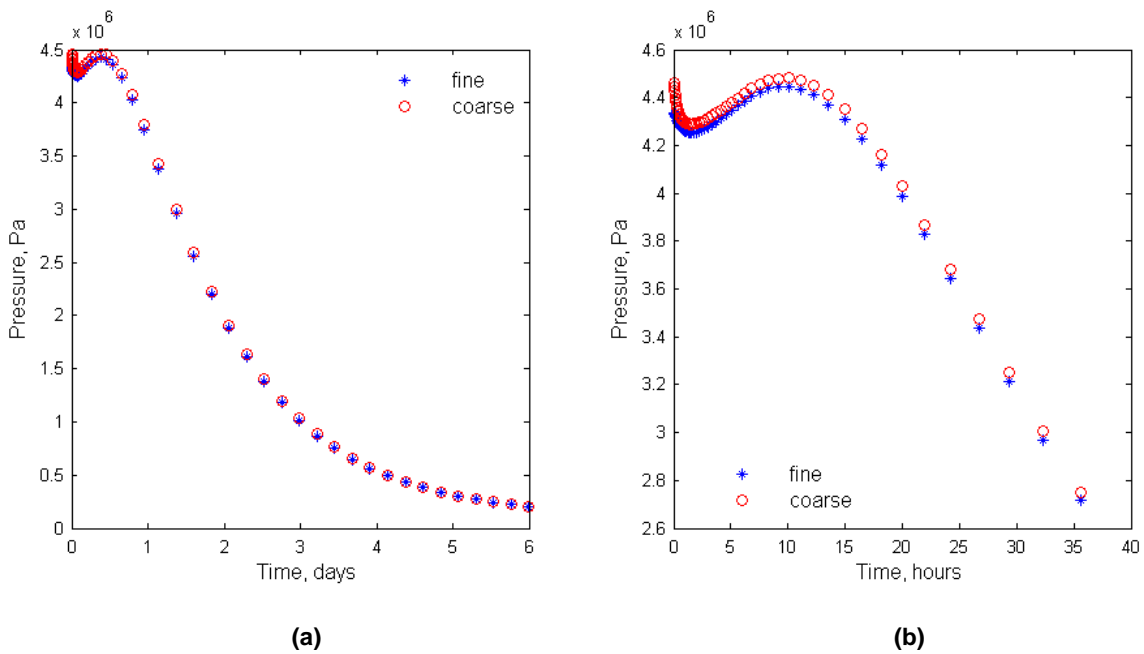 x 10^6
4.5
4
3.5
3
2.5
2
1.5
1
0.5
0
Pressure, Pa
fine
coarse
0 1 2 3 4 5 6
Time, days
(a)
x 10^6
4.6
4.4
4.2
4
3.8
3.6
3.4
3.2
3
2.8
2.6
Pressure, Pa
fine
coarse
0 5 10 15 20 25 30 35 40
Time, hours
(b)